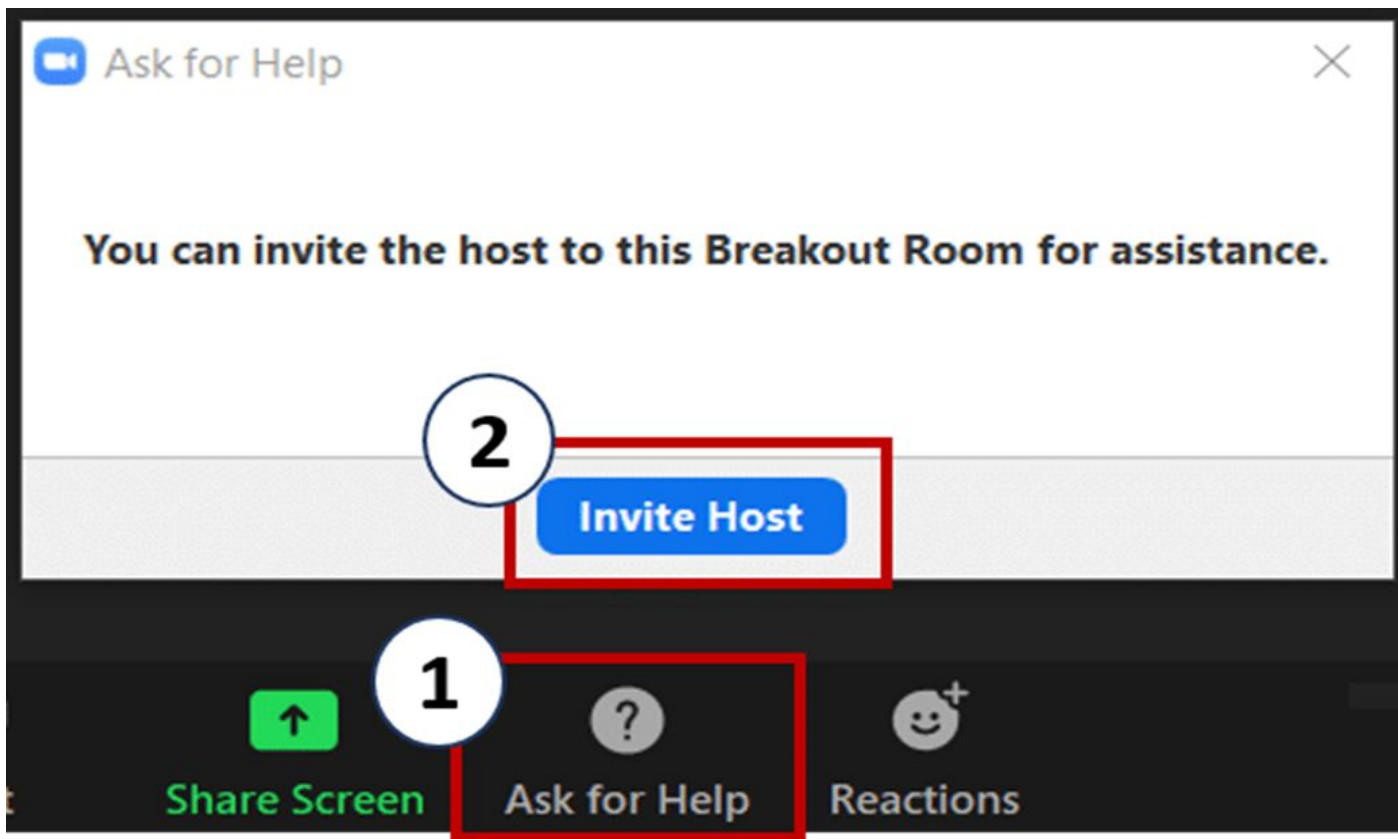 Ask for Help
You can invite the host to this Breakout Room for assistance.
2
Invite Host
1
?
Share Screen
Ask for Help
Reactions